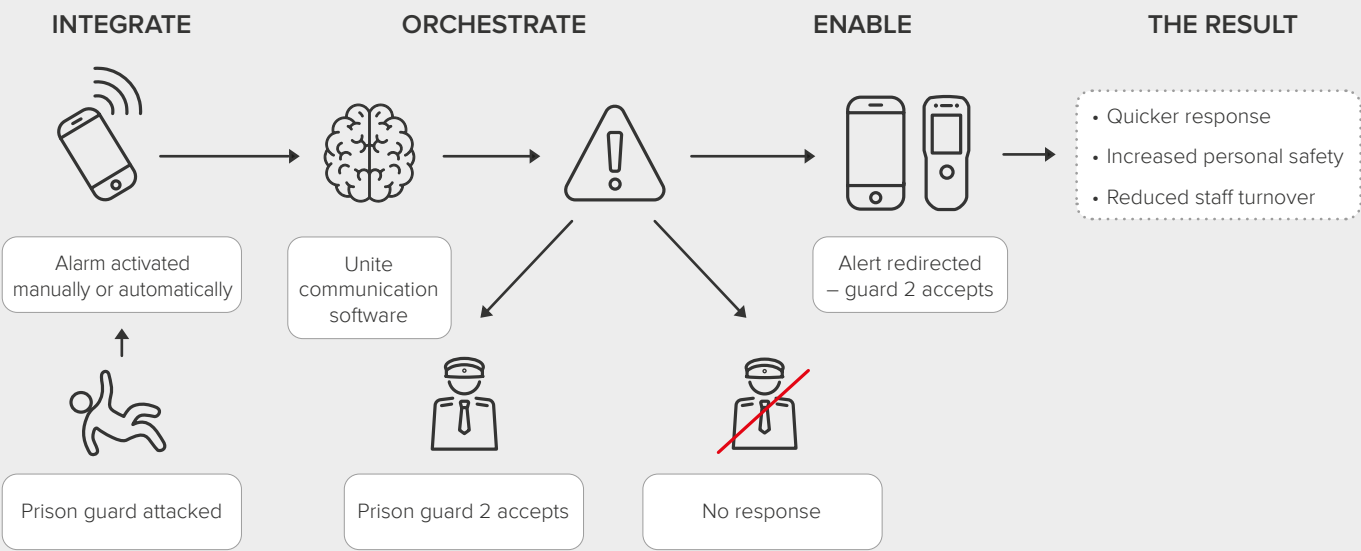 INTEGRATE
ORCHESTRATE
ENABLE
THE RESULT
• Quicker response
• Increased personal safety
• Reduced staff turnover
Alarm activated
manually or automatically
Unite
communication
software
Alert redirected
– guard 2 accepts
Prison guard attacked
Prison guard 2 accepts
No response